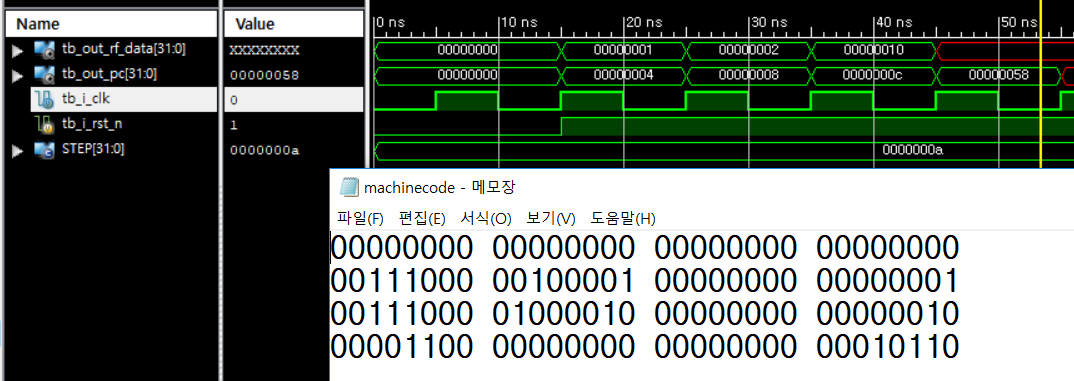 Name Value |0 ns |10 ns |20 ns |30 ns |40 ns |50 ns
tb_out_rf_data[31:0] XXXXXXXX 00000000 00000001 00000002 00000010
tb_out_pc[31:0] 00000058 00000000 00000004 00000008 0000000c 00000058
tb_i_clk 0
tb_i_rst_n 1
STEP[31:0] 0000000a 0000000a
machinecode - 메모장
파일(F) 편집(E) 서식(O) 보기(V) 도움말(H)
00000000 00000000 00000000 00000000
00111000 00100001 00000000 00000001
00111000 01000010 00000000 00000010
00001100 00000000 00000000 00010110